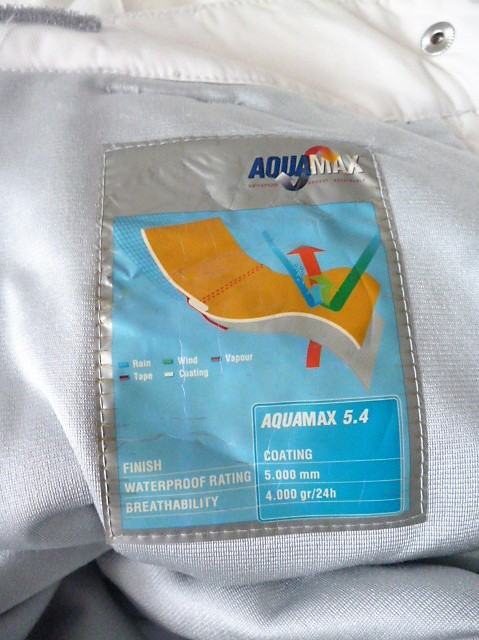 AQUAMAX
Rain Wind Vapour
Tape Coating
AQUAMAX 5.4
FINISH COATING
WATERPROOF RATING 5.000 mm
BREATHABILITY 4.000 gr/24h